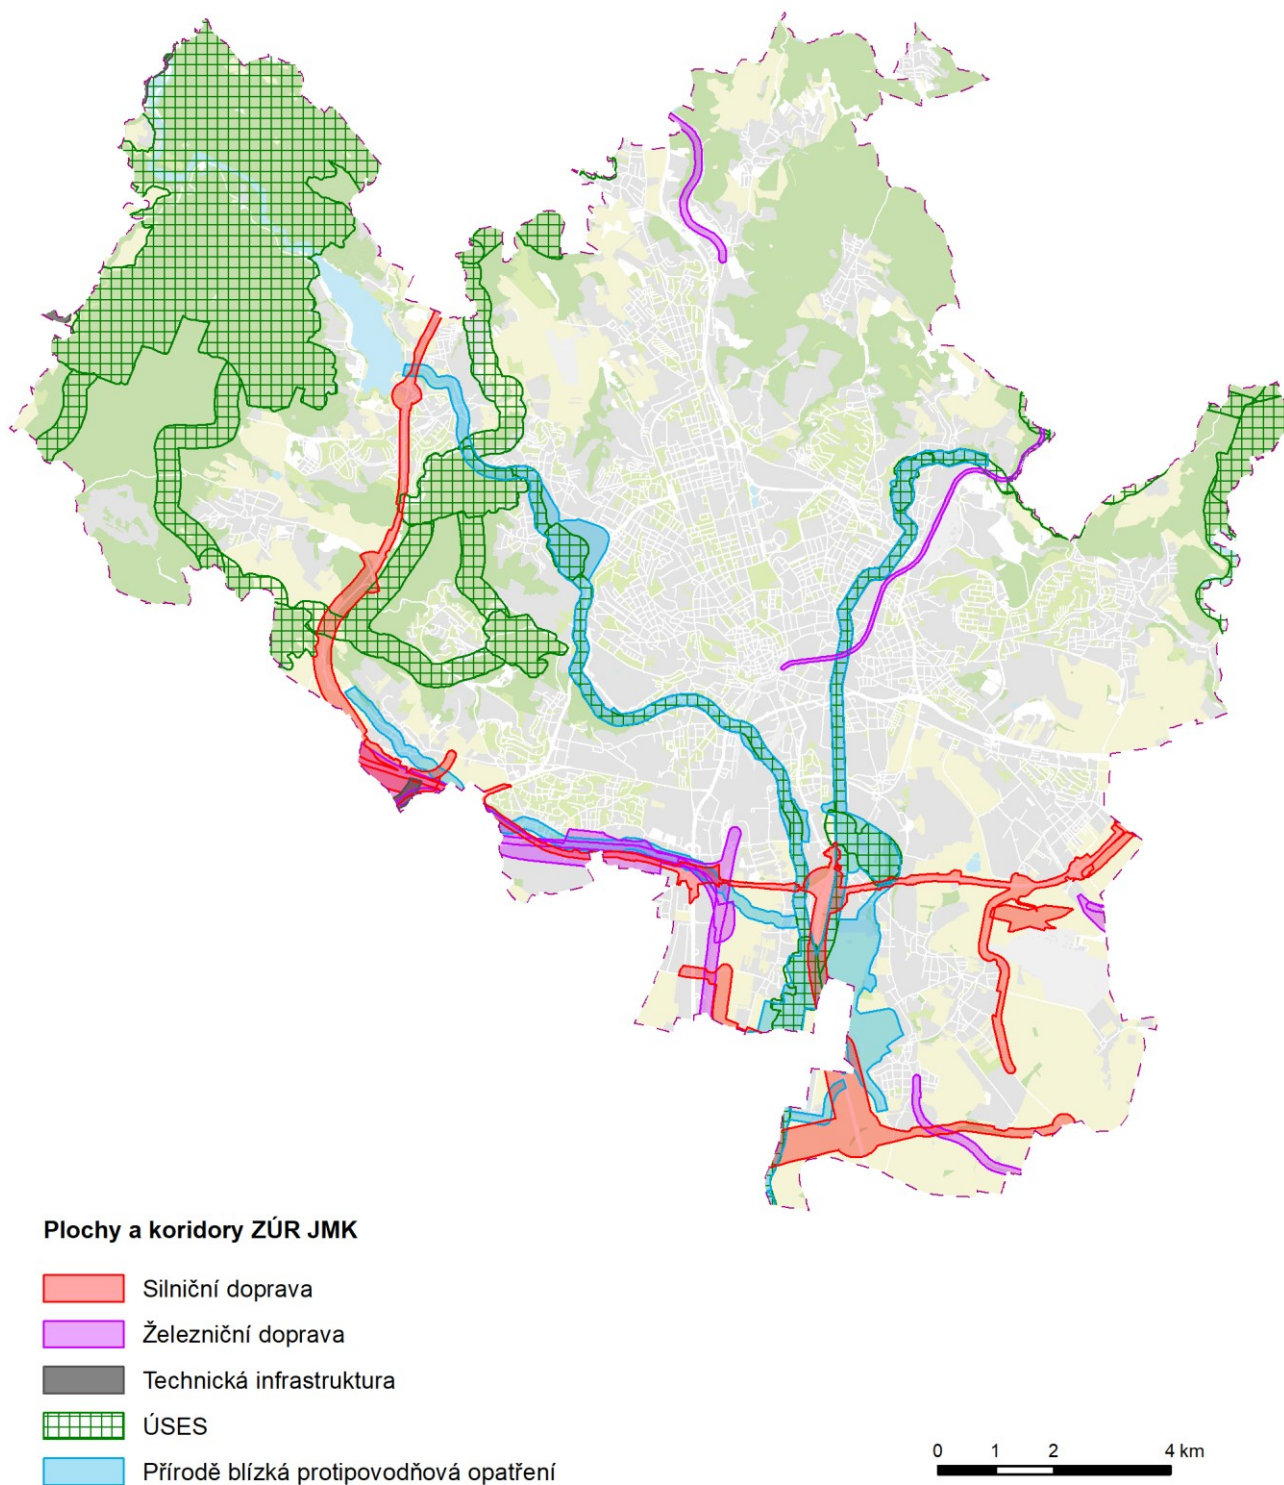 Plochy a koridory ZÚR JMK
Silniční doprava
Železniční doprava
Technická infrastruktura
ÚSES
Přírodě blízká protipovodňová opatření
0 1 2 4 km